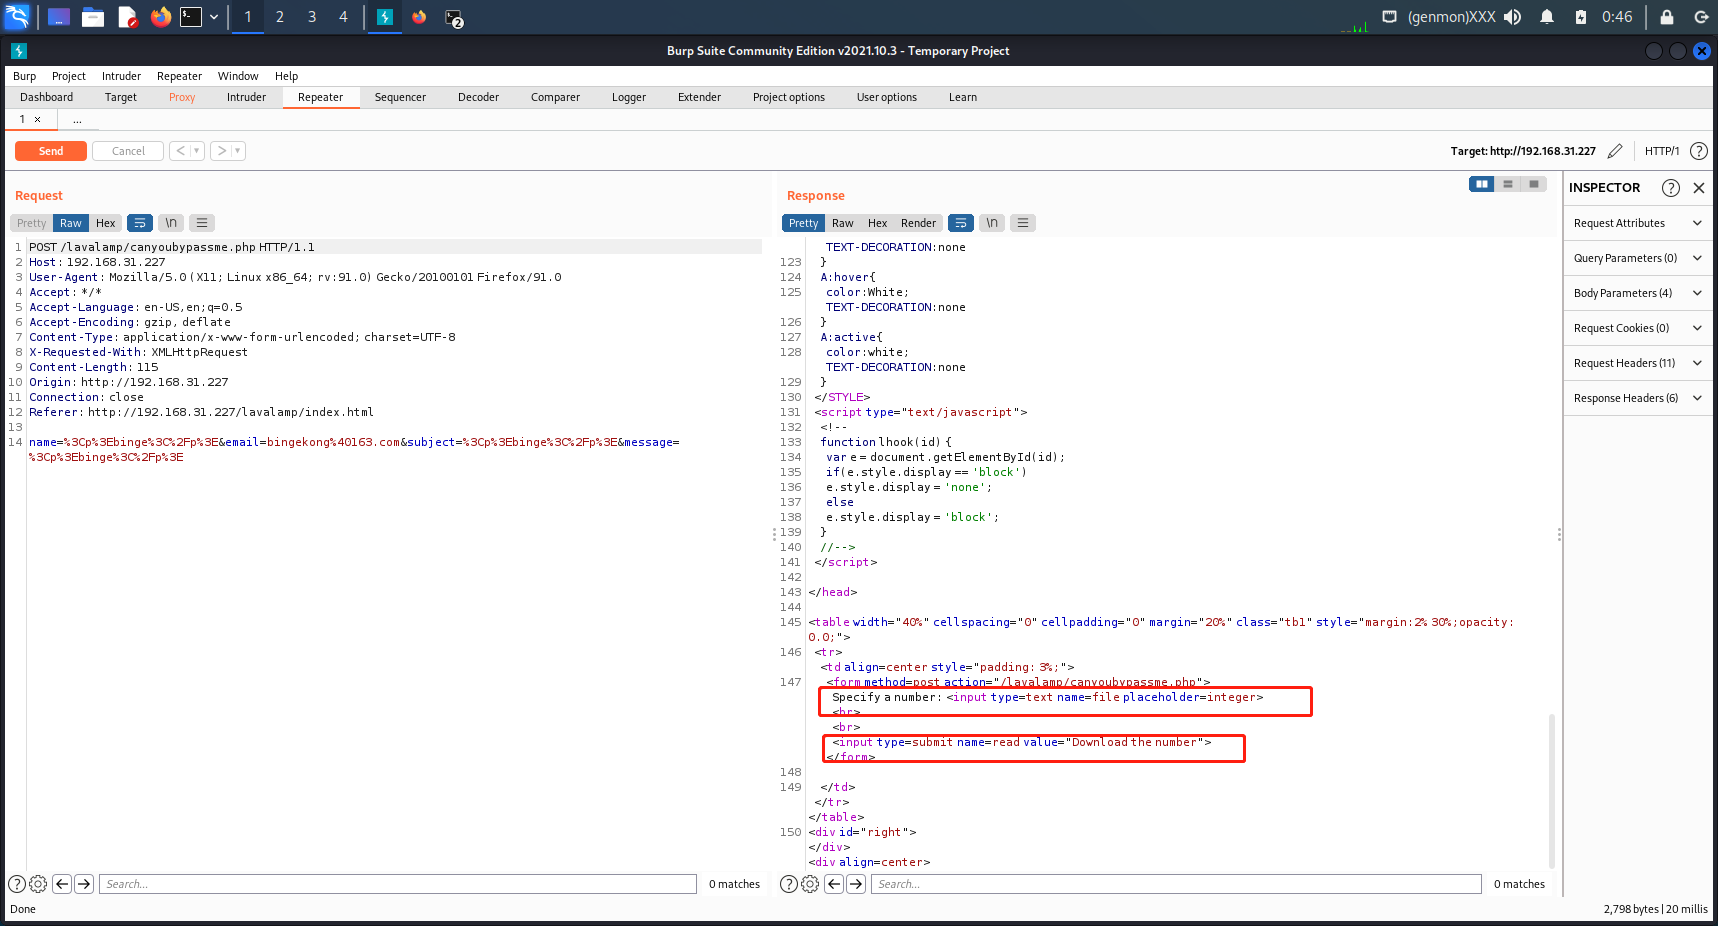 1 2 3 4 2 (genmon)XXX 0:46
Burp Suite Community Edition v2021.10.3 - Temporary Project
Burp Project Intruder Repeater Window Help
Dashboard Target Proxy Intruder Repeater Sequencer Decoder Comparer Logger Extender Project options User options Learn
1 × ...
Send Cancel < > Target: http://192.168.31.227 HTTP/1 ?
Request
Pretty Raw Hex \n
1 POST /lavalamp/canyoubypassme.php HTTP/1.1
2 Host: 192.168.31.227
3 User-Agent: Mozilla/5.0 (X11; Linux x86_64; rv:91.0) Gecko/20100101 Firefox/91.0
4 Accept: */*
5 Accept-Language: en-US,en;q=0.5
6 Accept-Encoding: gzip, deflate
7 Content-Type: application/x-www-form-urlencoded; charset=UTF-8
8 X-Requested-With: XMLHttpRequest
9 Content-Length: 115
10 Origin: http://192.168.31.227
11 Connection: close
12 Referer: http://192.168.31.227/lavalamp/index.html
13
14 name=%3Cp%3Ebinge%3C%2Fp%3E&email=bingekong%40163.com&subject=%3Cp%3Ebinge%3C%2Fp%3E&message=
%3Cp%3Ebinge%3C%2Fp%3E
? Search... 0 matches
Response
Pretty Raw Hex Render \n
TEXT-DECORATION:none
123 }
124 A:hover{
125 color:White;
TEXT-DECORATION:none
126 }
127 A:active{
128 color:white;
TEXT-DECORATION:none
129 }
130 </STYLE>
131 <script type="text/javascript">
132 <!--
133 function lhook(id) {
134 var e = document.getElementById(id);
135 if(e.style.display == 'block')
136 e.style.display = 'none';
137 else
138 e.style.display = 'block';
139 }
140 //-->
141 </script>
142
143 </head>
144
145 <table width="40%" cellspacing="0" cellpadding="0" margin="20%" class="tbl" style="margin:2% 30%;opacity:
0.0;">
146 <tr>
<td align=center style="padding: 3%;">
147 <form method=post action="/lavalamp/canyoubypassme.php">
Specify a number: <input type=text name=file placeholder=integer>
<br>
<br>
<input type=submit name=read value="Download the number">
</form>
148
149 </td>
</tr>
</table>
150 <div id="right">
</div>
<div align=center>
? Search... 0 matches
INSPECTOR ?
Request Attributes
Query Parameters (0)
Body Parameters (4)
Request Cookies (0)
Request Headers (11)
Response Headers (6)
Done 2,798 bytes | 20 millis